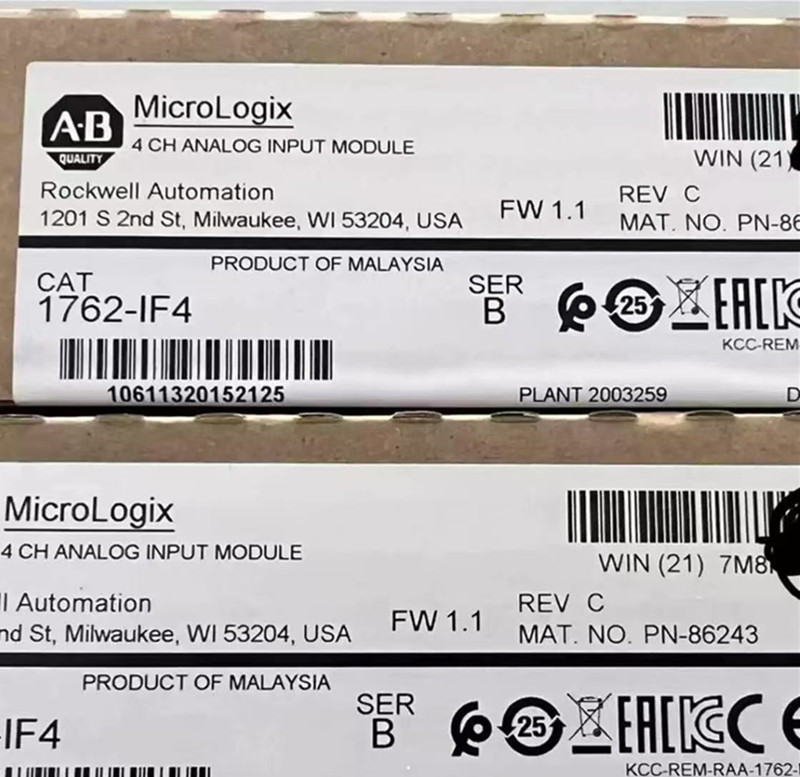 A-B
QUALITY
MicroLogix
4 CH ANALOG INPUT MODULE
WIN (21)
Rockwell Automation
1201 S 2nd St, Milwaukee, WI 53204, USA
FW 1.1
REV C
MAT. NO. PN-86
PRODUCT OF MALAYSIA
CAT
1762-IF4
SER
B
25
EAC
KCC-REM
10611320152125
PLANT 2003259
D
MicroLogix
4 CH ANALOG INPUT MODULE
WIN (21) 7M8
ll Automation
nd St, Milwaukee, WI 53204, USA
FW 1.1
REV C
MAT. NO. PN-86243
PRODUCT OF MALAYSIA
-IF4
SER
B
25
EAC
KCC-REM-RAA-1762-